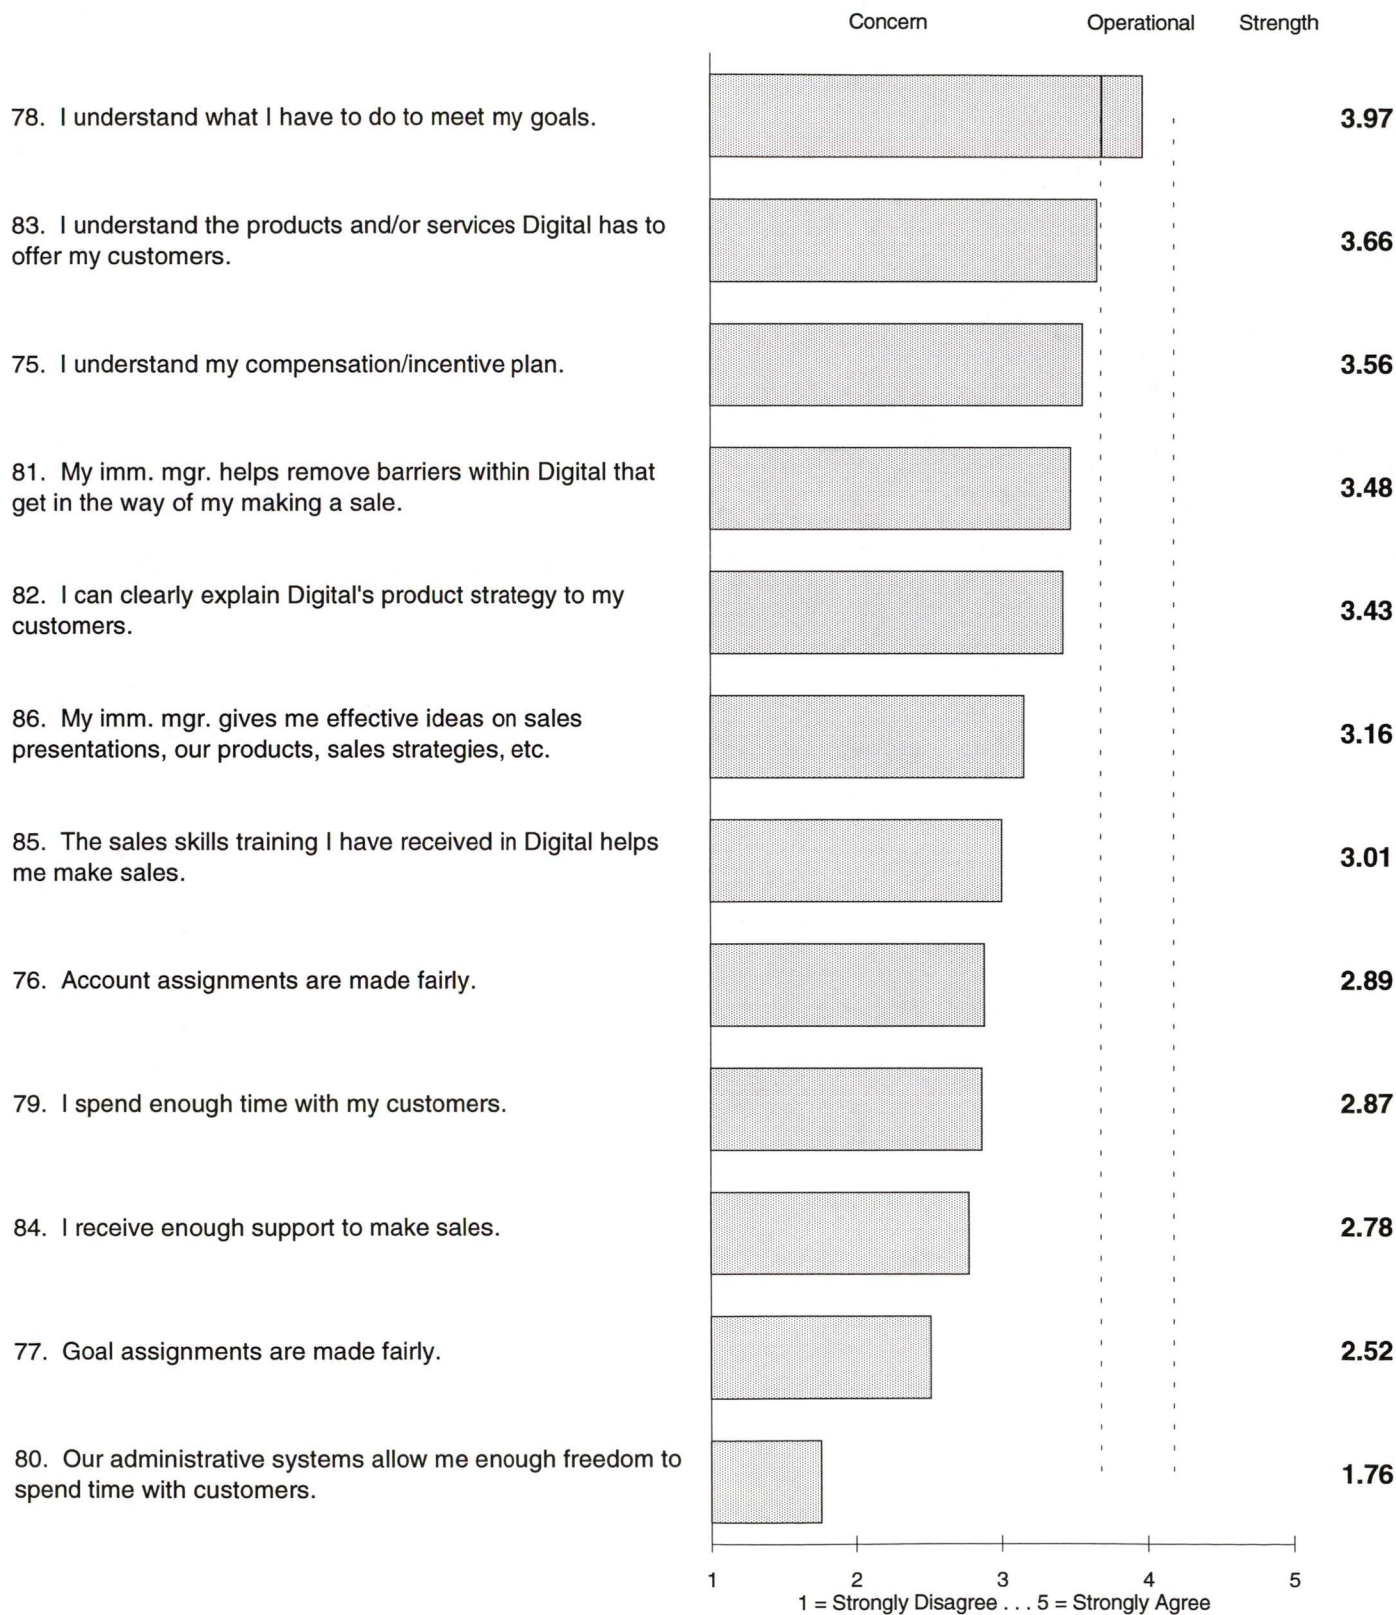 Concern Operational Strength
78. I understand what I have to do to meet my goals. 3.97
83. I understand the products and/or services Digital has to
offer my customers. 3.66
75. I understand my compensation/incentive plan. 3.56
81. My imm. mgr. helps remove barriers within Digital that
get in the way of my making a sale. 3.48
82. I can clearly explain Digital's product strategy to my
customers. 3.43
86. My imm. mgr. gives me effective ideas on sales
presentations, our products, sales strategies, etc. 3.16
85. The sales skills training I have received in Digital helps
me make sales. 3.01
76. Account assignments are made fairly. 2.89
79. I spend enough time with my customers. 2.87
84. I receive enough support to make sales. 2.78
77. Goal assignments are made fairly. 2.52
80. Our administrative systems allow me enough freedom to
spend time with customers. 1.76
1 2 3 4 5
1 = Strongly Disagree . . . 5 = Strongly Agree